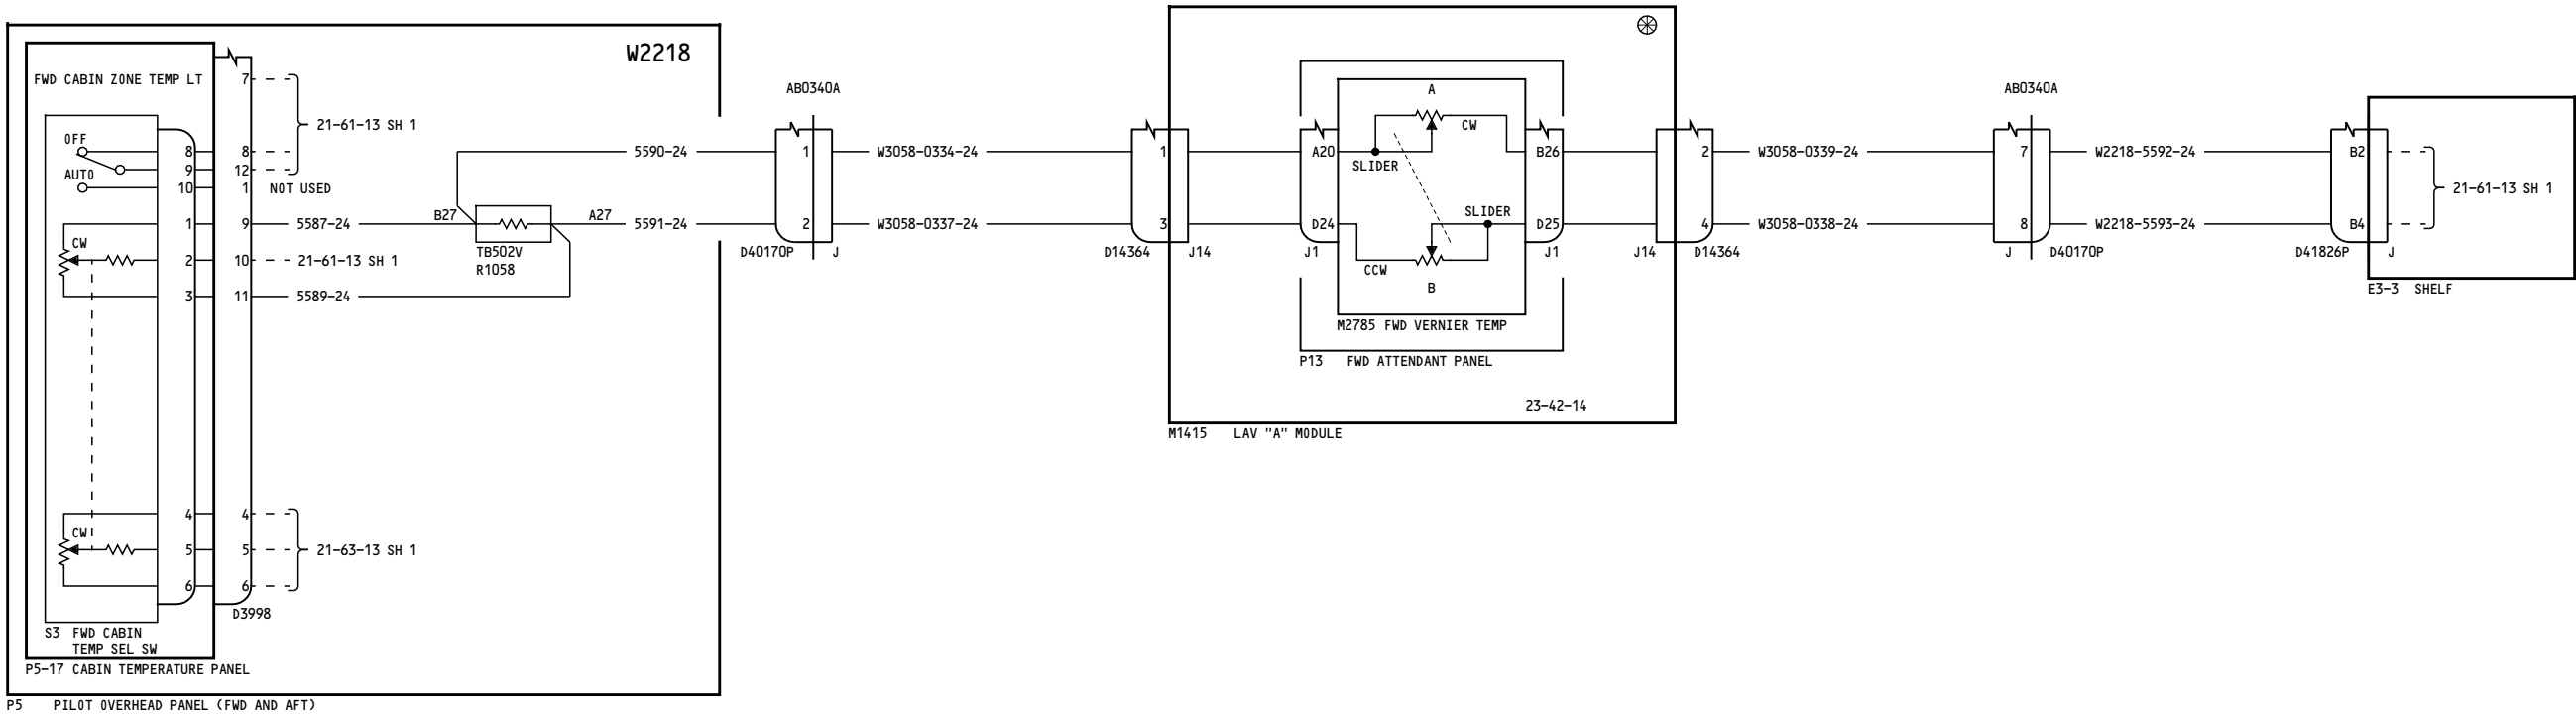 W2218
FWD CABIN ZONE TEMP LT
7
21-61-13 SH 1
OFF
8
8
9
12
AUTO
10
1
NOT USED
1
9
5587-24
B27
A27
TB502V
R1058
CW
2
10
21-61-13 SH 1
3
11
5589-24
5590-24
5591-24
CW
4
4
5
5
21-63-13 SH 1
6
6
D3998
S3 FWD CABIN
TEMP SEL SW
P5-17 CABIN TEMPERATURE PANEL
P5 PILOT OVERHEAD PANEL (FWD AND AFT)
AB0340A
1
2
D40170P
J
W3058-0334-24
W3058-0337-24
1
3
D14364
J14
A20
D24
J1
A
CW
SLIDER
SLIDER
CCW
B
B26
D25
J1
M2785 FWD VERNIER TEMP
P13 FWD ATTENDANT PANEL
23-42-14
M1415 LAV "A" MODULE
2
4
J14
D14364
W3058-0339-24
W3058-0338-24
AB0340A
7
8
J
D40170P
W2218-5592-24
W2218-5593-24
B2
B4
D41826P
J
21-61-13 SH 1
E3-3 SHELF